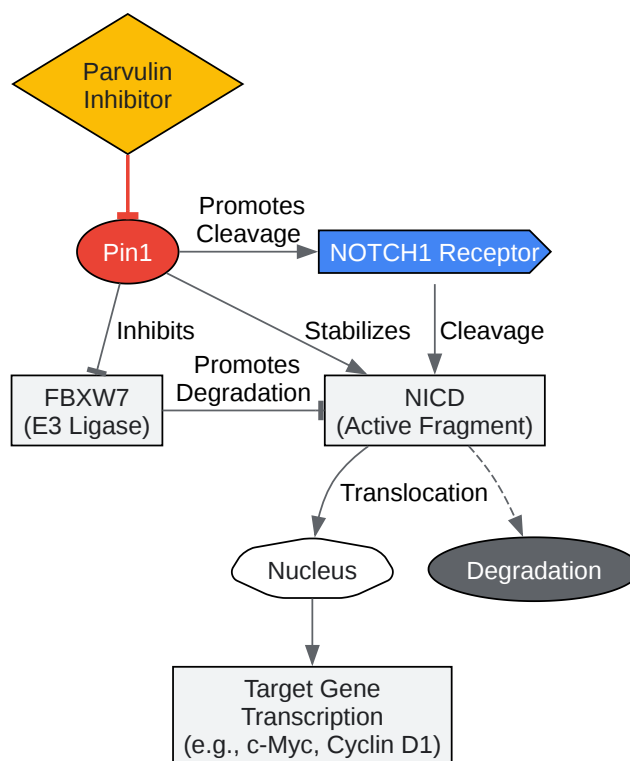 Parvulin
Inhibitor
Promotes
Cleavage
Pin1
NOTCH1 Receptor
Inhibits
Stabilizes
Cleavage
Promotes
Degradation
FBXW7
(E3 Ligase)
NICD
(Active Fragment)
Translocation
Nucleus
Degradation
Target Gene
Transcription
(e.g., c-Myc, Cyclin D1)